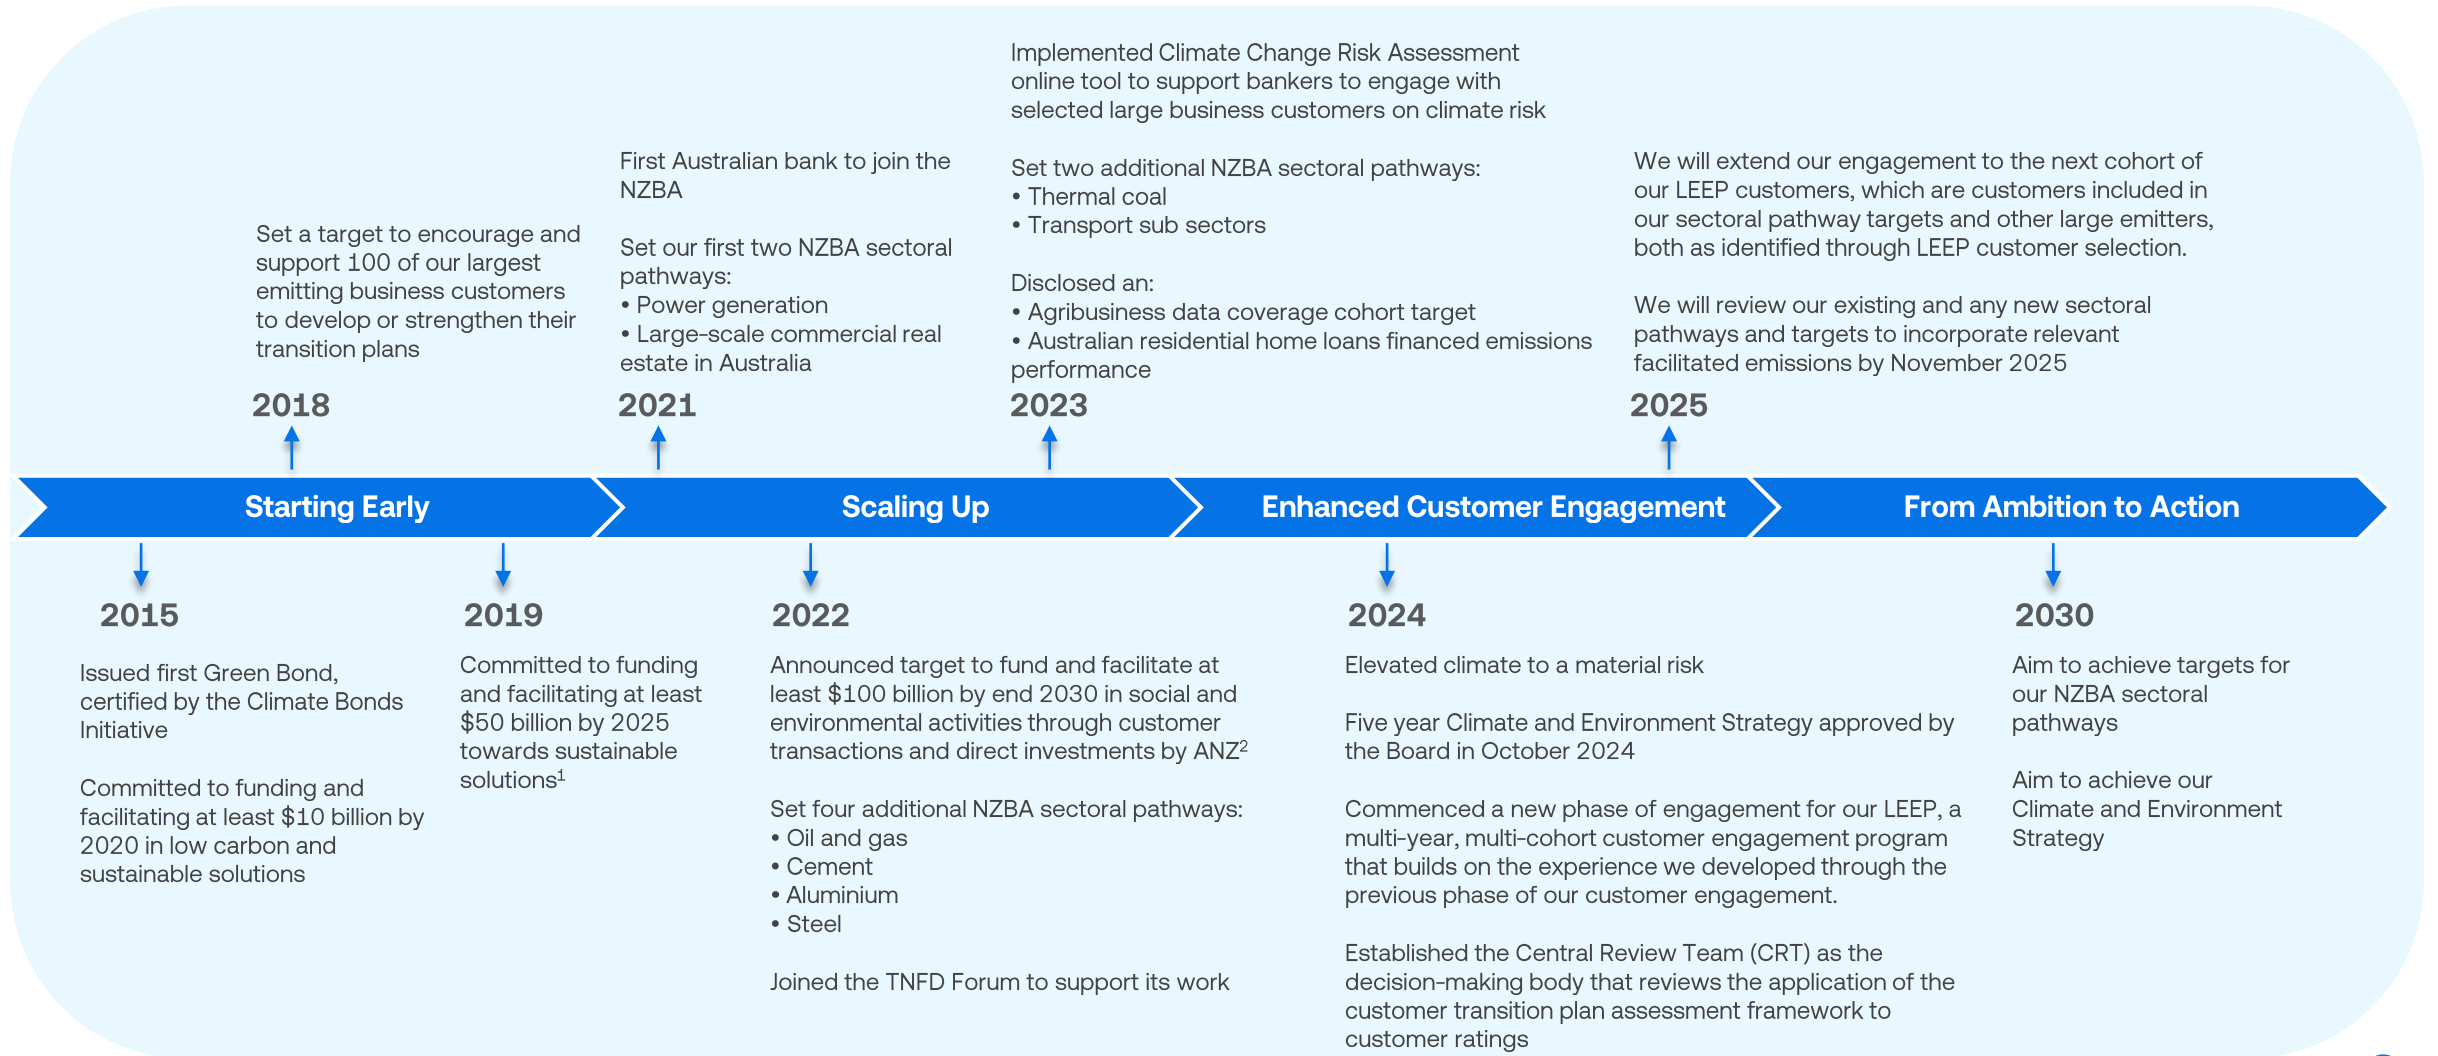 Set a target to encourage and
support 100 of our largest
emitting business customers
to develop or strengthen their
transition plans
2018
First Australian bank to join the
NZBA
Set our first two NZBA sectoral
pathways:
• Power generation
• Large-scale commercial real
estate in Australia
2021
Implemented Climate Change Risk Assessment
online tool to support bankers to engage with
selected large business customers on climate risk
Set two additional NZBA sectoral pathways:
• Thermal coal
• Transport sub sectors
Disclosed an:
• Agribusiness data coverage cohort target
• Australian residential home loans financed emissions
performance
2023
We will extend our engagement to the next cohort of
our LEEP customers, which are customers included in
our sectoral pathway targets and other large emitters,
both as identified through LEEP customer selection.
We will review our existing and any new sectoral
pathways and targets to incorporate relevant
facilitated emissions by November 2025
2025
Starting Early
Scaling Up
Enhanced Customer Engagement
From Ambition to Action
2015
Issued first Green Bond,
certified by the Climate Bonds
Initiative
Committed to funding and
facilitating at least $10 billion by
2020 in low carbon and
sustainable solutions
2019
Committed to funding
and facilitating at least
$50 billion by 2025
towards sustainable
solutions¹
2022
Announced target to fund and facilitate at
least $100 billion by end 2030 in social and
environmental activities through customer
transactions and direct investments by ANZ²
Set four additional NZBA sectoral pathways:
• Oil and gas
• Cement
• Aluminium
• Steel
Joined the TNFD Forum to support its work
2024
Elevated climate to a material risk
Five year Climate and Environment Strategy approved by
the Board in October 2024
Commenced a new phase of engagement for our LEEP, a
multi-year, multi-cohort customer engagement program
that builds on the experience we developed through the
previous phase of our customer engagement.
Established the Central Review Team (CRT) as the
decision-making body that reviews the application of the
customer transition plan assessment framework to
customer ratings
2030
Aim to achieve targets for
our NZBA sectoral
pathways
Aim to achieve our
Climate and Environment
Strategy